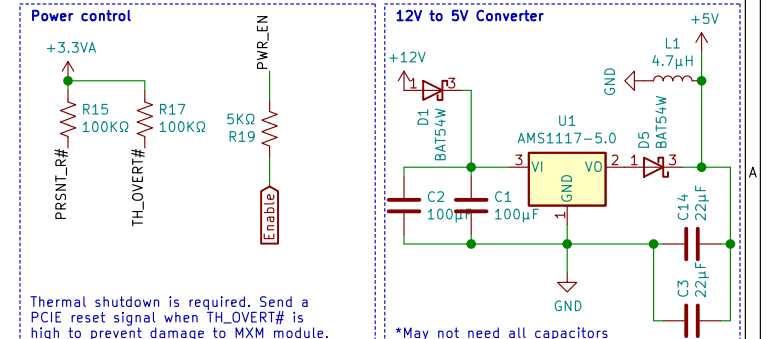 Power control
+3.3VA
R15
100KΩ
R17
100KΩ
PRSNT_R#
TH_OVERT#
PWR_EN
5KΩ
R19
Enable
Thermal shutdown is required. Send a
PCIE reset signal when TH_OVERT# is
high to prevent damage to MXM module.
12V to 5V Converter
+5V
L1
4.7µH
GND
+12V
1
3
D1
BAT54W
U1
AMS1117-5.0
3
VI
VO
2
GND
1
1
3
D5
BAT54W
C2
100µF
C1
100µF
C14
22µF
C3
22µF
GND
*May not need all capacitors
A